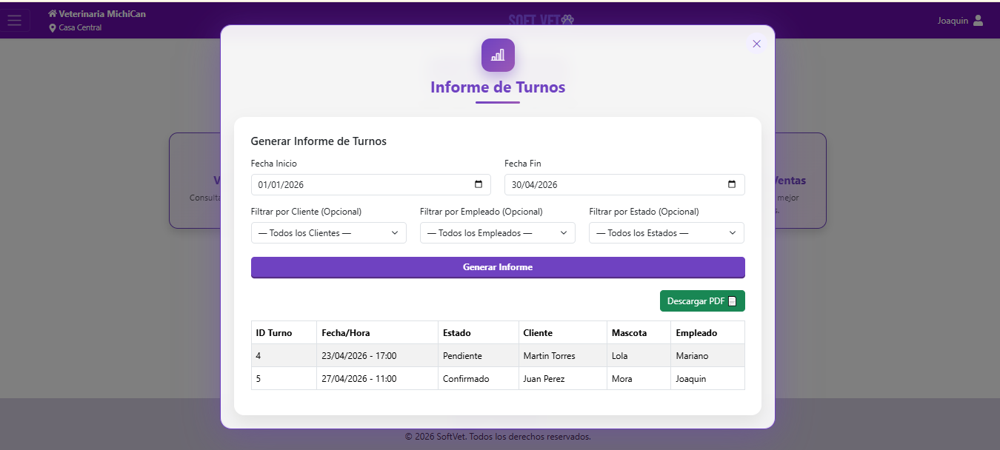 Veterinaria MichiCan
Casa Central
SOFT VET
Joaquin
Informe de Turnos
Generar Informe de Turnos
Fecha Inicio
Fecha Fin
01/01/2026
30/04/2026
Filtrar por Cliente (Opcional)
Filtrar por Empleado (Opcional)
Filtrar por Estado (Opcional)
— Todos los Clientes —
— Todos los Empleados —
— Todos los Estados —
Generar Informe
Descargar PDF
ID Turno Fecha/Hora Estado Cliente Mascota Empleado
4 23/04/2026 - 17:00 Pendiente Martin Torres Lola Mariano
5 27/04/2026 - 11:00 Confirmado Juan Perez Mora Joaquin
mejor
© 2026 SoftVet. Todos los derechos reservados.